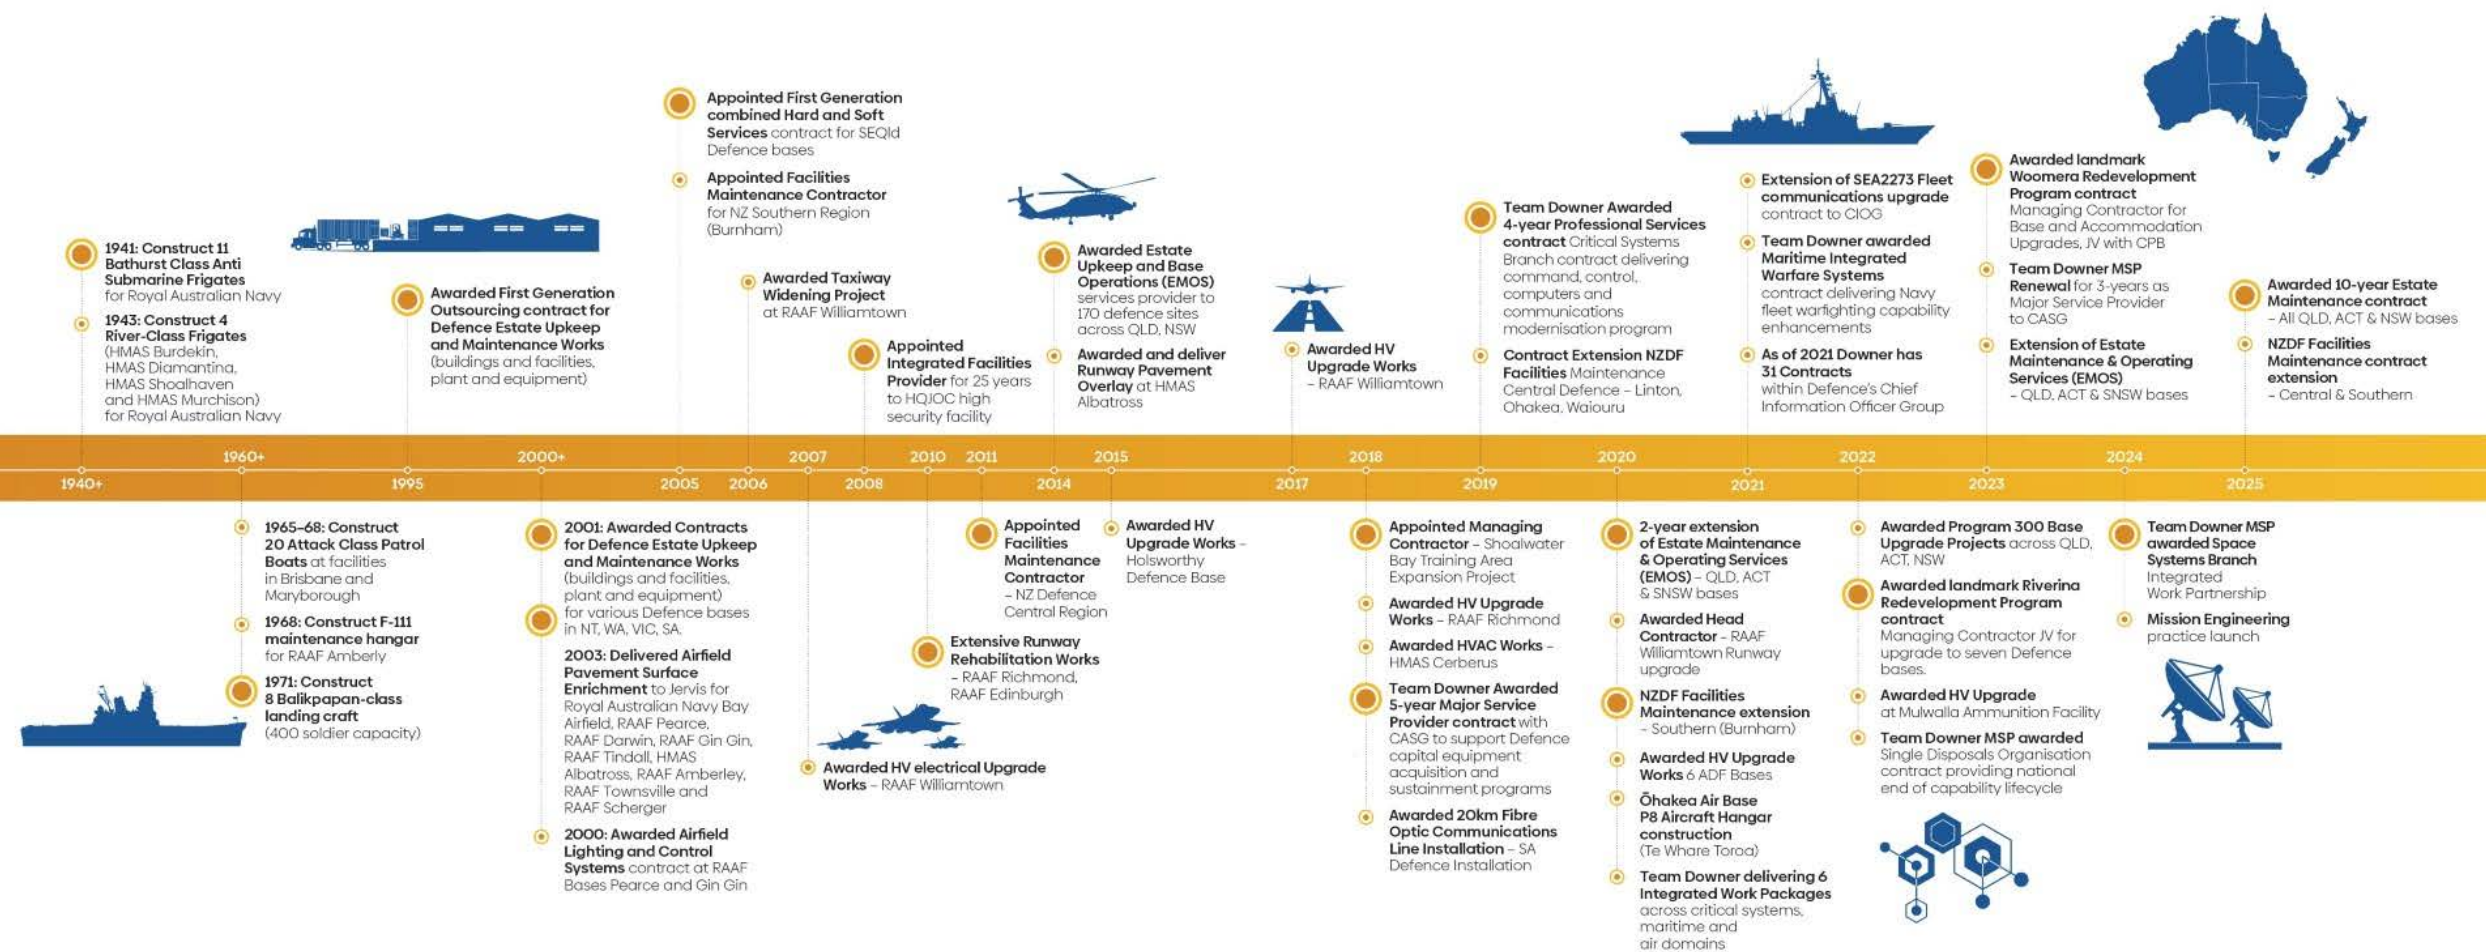 1941: Construct 11
Bathurst Class Anti
Submarine Frigates
for Royal Australian Navy
1943: Construct 4
River-Class Frigates
(HMAS Burdekin,
HMAS Diamantina,
HMAS Shoalhaven
and HMAS Murchison)
for Royal Australian Navy
Awarded First Generation
Outsourcing contract for
Defence Estate Upkeep
and Maintenance Works
(buildings and facilities,
plant and equipment)
Appointed First Generation
combined Hard and Soft
Services contract for SEQld
Defence bases
Appointed Facilities
Maintenance Contractor
for NZ Southern Region
(Burnham)
Awarded Taxiway
Widening Project
at RAAF Williamtown
Appointed
Integrated Facilities
Provider for 25 years
to HQJOC high
security facility
Awarded Estate
Upkeep and Base
Operations (EMOS)
services provider to
170 defence sites
across QLD, NSW
Awarded and deliver
Runway Pavement
Overlay at HMAS
Albatross
Awarded HV
Upgrade Works
– RAAF Williamtown
Team Downer Awarded
4-year Professional Services
contract Critical Systems
Branch contract delivering
command, control,
computers and
communications
modernisation program
Contract Extension NZDF
Facilities Maintenance
Central Defence – Linton,
Ohakea, Waiouru
Extension of SEA2273 Fleet
communications upgrade
contract to CIOG
Team Downer awarded
Maritime Integrated
Warfare Systems
contract delivering Navy
fleet warfighting capability
enhancements
As of 2021 Downer has
31 Contracts
within Defence's Chief
Information Officer Group
Awarded landmark
Woomera Redevelopment
Program contract
Managing Contractor for
Base and Accommodation
Upgrades, JV with CPB
Team Downer MSP
Renewal for 3-years as
Major Service Provider
to CASG
Extension of Estate
Maintenance & Operating
Services (EMOS)
– QLD, ACT & SNSW bases
Awarded 10-year Estate
Maintenance contract
– All QLD, ACT & NSW bases
NZDF Facilities
Maintenance contract
extension
– Central & Southern
1960+ 2000+ 2007 2010 2011 2015 2018 2020 2022 2024
1940+ 1995 2005 2006 2008 2014 2017 2019 2021 2023 2025
1965–68: Construct
20 Attack Class Patrol
Boats at facilities
in Brisbane and
Maryborough
1968: Construct F-111
maintenance hangar
for RAAF Amberly
1971: Construct
8 Balikpapan-class
landing craft
(400 soldier capacity)
2001: Awarded Contracts
for Defence Estate Upkeep
and Maintenance Works
(buildings and facilities,
plant and equipment)
for various Defence bases
in NT, WA, VIC, SA.
2003: Delivered Airfield
Pavement Surface
Enrichment to Jervis for
Royal Australian Navy Bay
Airfield, RAAF Pearce,
RAAF Darwin, RAAF Gin Gin,
RAAF Tindall, HMAS
Albatross, RAAF Amberley,
RAAF Townsville and
RAAF Scherger
2000: Awarded Airfield
Lighting and Control
Systems contract at RAAF
Bases Pearce and Gin Gin
Awarded HV electrical Upgrade
Works – RAAF Williamtown
Extensive Runway
Rehabilitation Works
– RAAF Richmond,
RAAF Edinburgh
Appointed
Facilities
Maintenance
Contractor
– NZ Defence
Central Region
Awarded HV
Upgrade Works –
Holsworthy
Defence Base
Appointed Managing
Contractor – Shoalwater
Bay Training Area
Expansion Project
Awarded HV Upgrade
Works – RAAF Richmond
Awarded HVAC Works –
HMAS Cerberus
Team Downer Awarded
5-year Major Service
Provider contract with
CASG to support Defence
capital equipment
acquisition and
sustainment programs
Awarded 20km Fibre
Optic Communications
Line Installation – SA
Defence Installation
2-year extension
of Estate Maintenance
& Operating Services
(EMOS) – QLD, ACT
& SNSW bases
Awarded Head
Contractor – RAAF
Williamtown Runway
upgrade
NZDF Facilities
Maintenance extension
– Southern (Burnham)
Awarded HV Upgrade
Works 6 ADF Bases
Ōhakea Air Base
P8 Aircraft Hangar
construction
(Te Whare Toroa)
Team Downer delivering 6
Integrated Work Packages
across critical systems,
maritime and
air domains
Awarded Program 300 Base
Upgrade Projects across QLD,
ACT, NSW
Awarded landmark Riverina
Redevelopment Program
contract
Managing Contractor JV for
upgrade to seven Defence
bases.
Awarded HV Upgrade
at Mulwalla Ammunition Facility
Team Downer MSP awarded
Single Disposals Organisation
contract providing national
end of capability lifecycle
Team Downer MSP
awarded Space
Systems Branch
Integrated
Work Partnership
Mission Engineering
practice launch